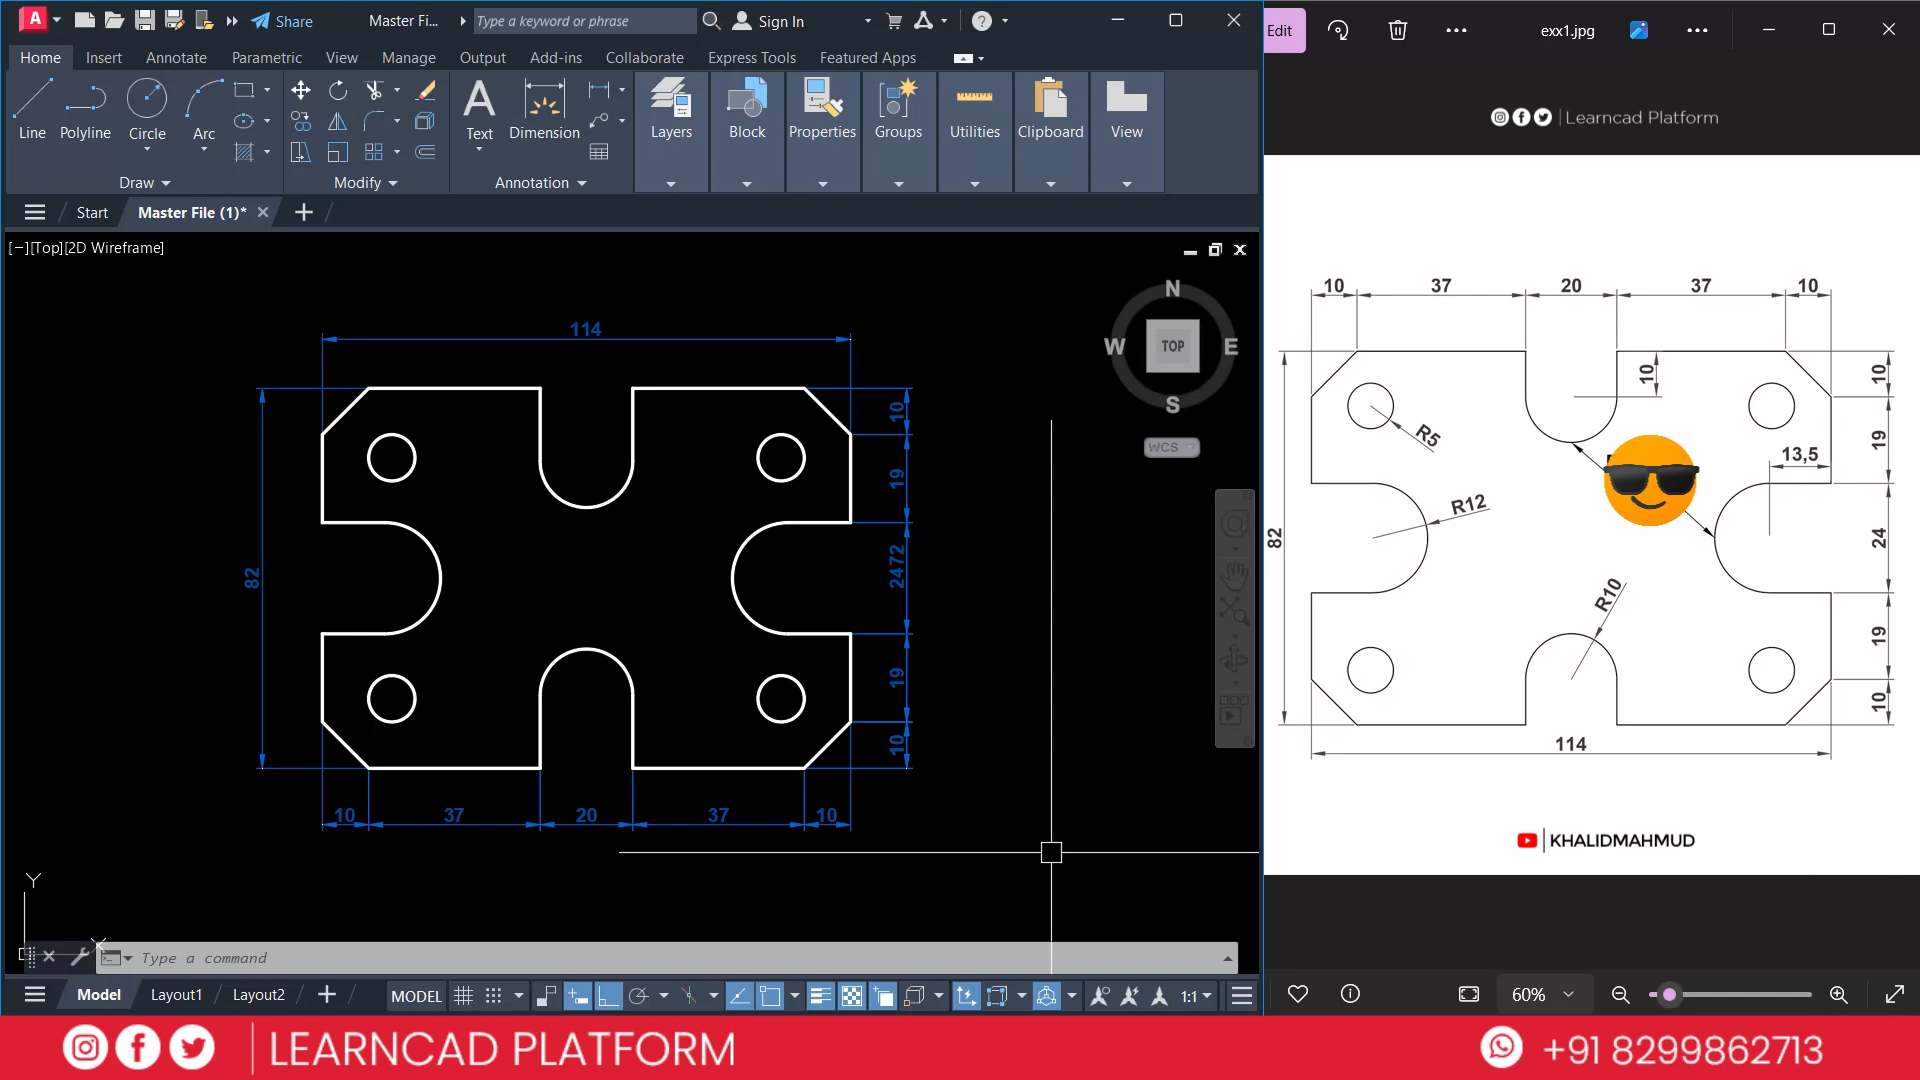 A
Share
Master Fi...
Type a keyword or phrase
Sign In
?
Home
Insert
Annotate
Parametric
View
Manage
Output
Add-ins
Collaborate
Express Tools
Featured Apps
Line
Polyline
Circle
Arc
A
Text
Dimension
Layers
Block
Properties
Groups
Utilities
Clipboard
View
Draw
Modify
Annotation
Start
Master File (1)*
[−][Top][2D Wireframe]
N
W
TOP
E
S
WCS
114
10
19
82
2472
19
10
10
37
20
37
10
Y
X
Type a command
Model
Layout1
Layout2
MODEL
1:1
Edit
exx1.jpg
Learncad Platform
10
37
20
37
10
10
10
R5
19
13,5
R12
82
24
R10
19
10
114
KHALIDMAHMUD
60%
LEARNCAD PLATFORM
+91 8299862713